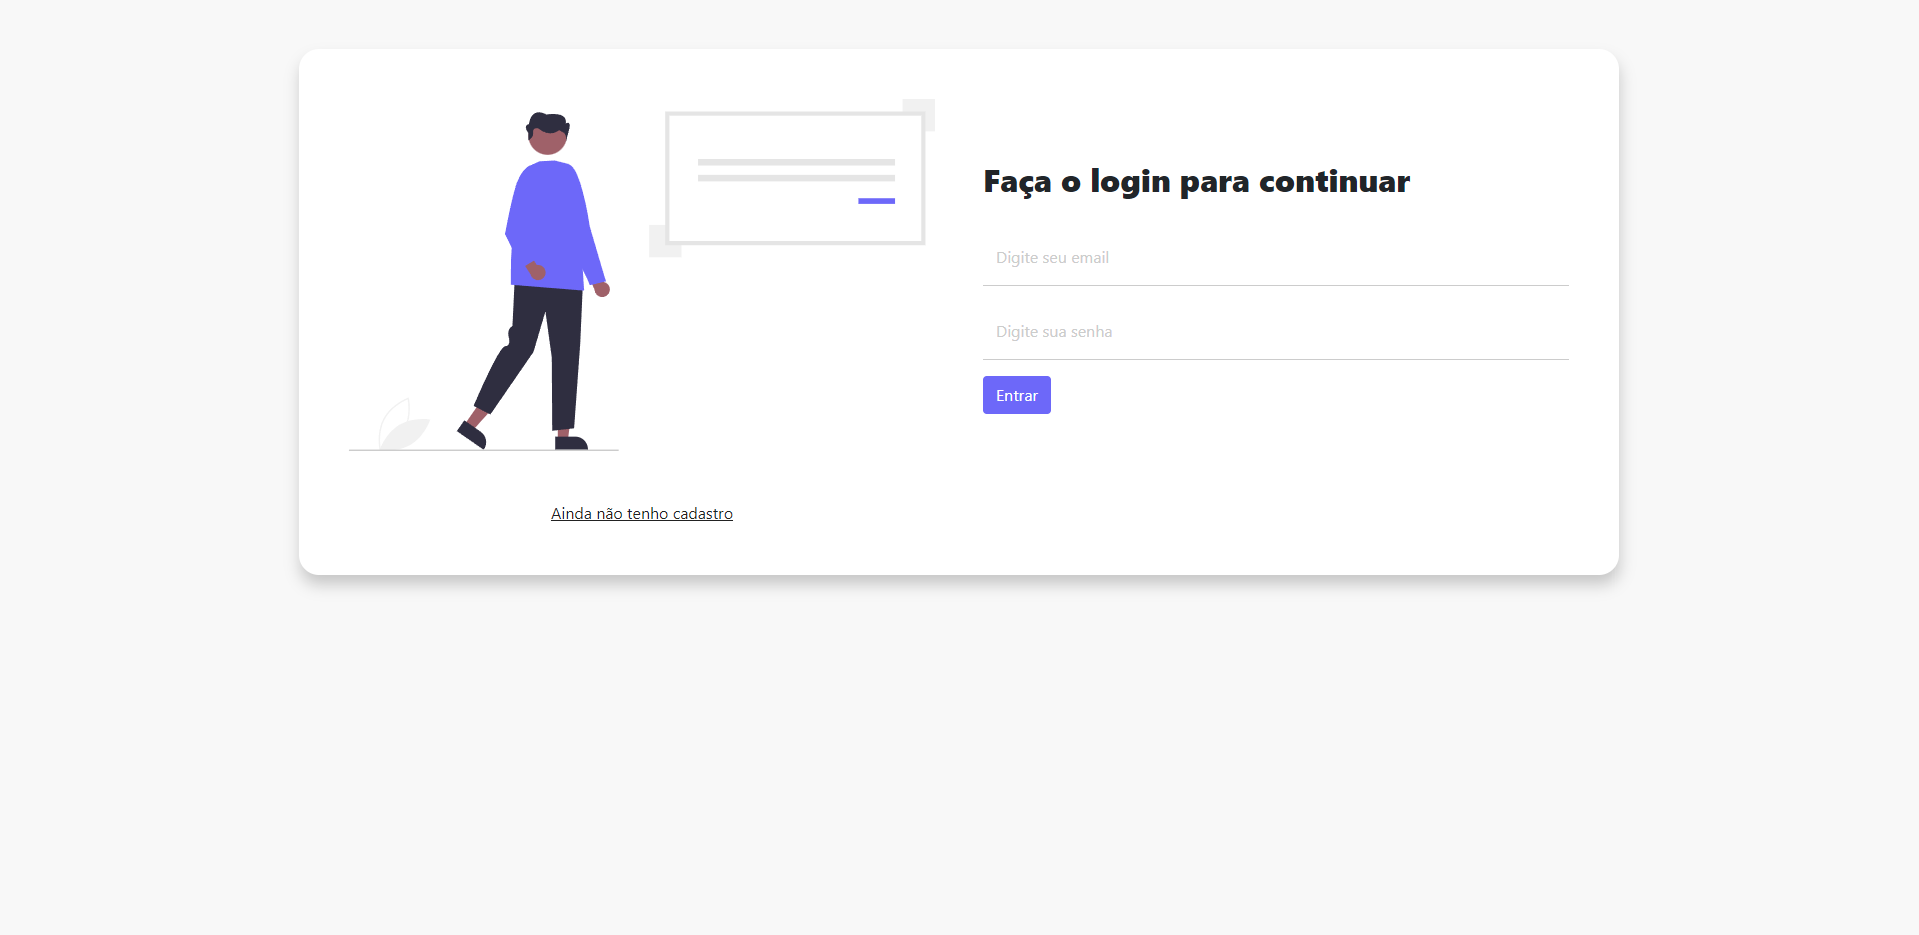 Faça o login para continuar
Digite seu email
Digite sua senha
Entrar
Ainda não tenho cadastro